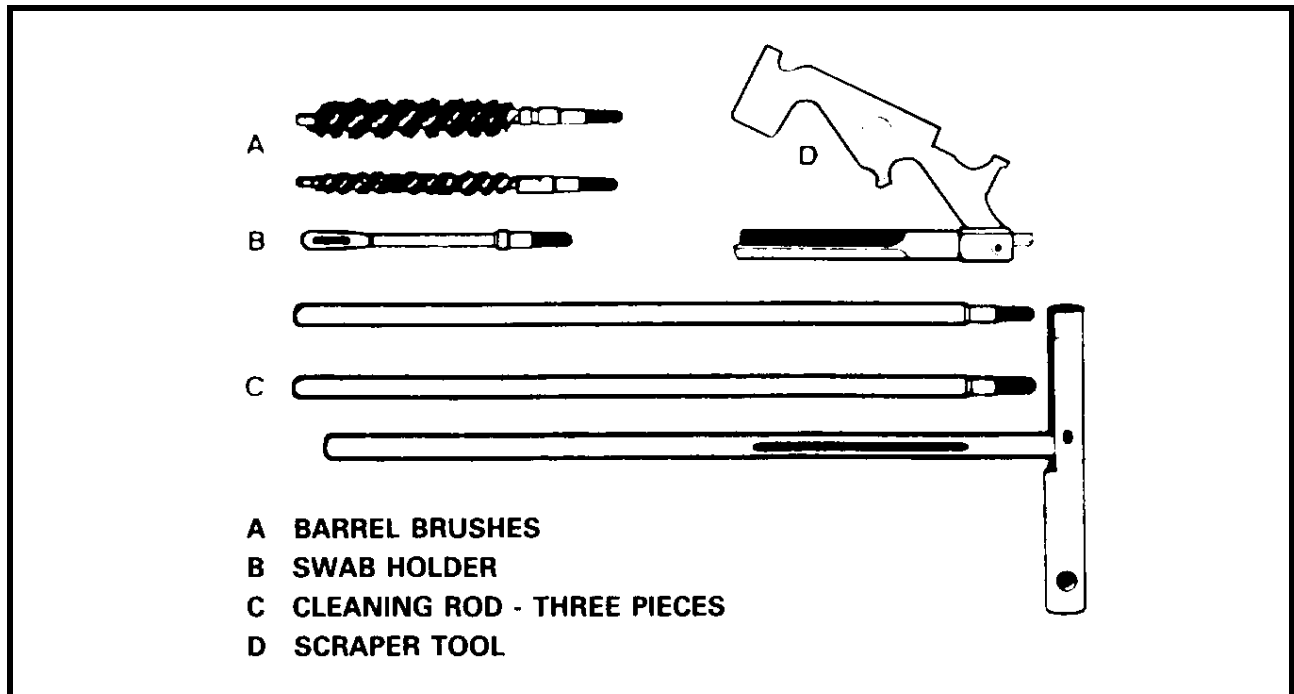 A
D
B
C
A BARREL BRUSHES
B SWAB HOLDER
C CLEANING ROD - THREE PIECES
D SCRAPER TOOL